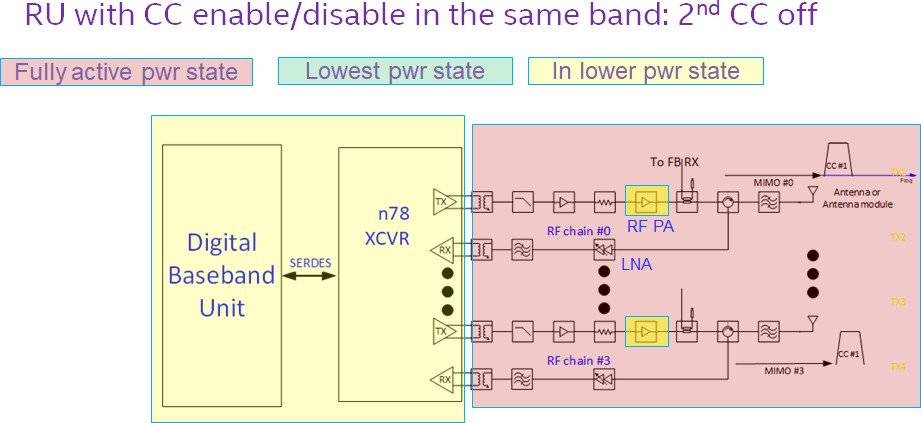 RU with CC enable/disable in the same band: 2nd CC off
Fully active pwr state
Lowest pwr state
In lower pwr state
Digital
Baseband
Unit
SERDES
n78
XCVR
TX
RX
TX
RX
RF chain #0
RF PA
LNA
To FB RX
MIMO #0
CC #1
TX1
Freq
Antenna or
Antenna module
TX2
TX3
RF chain #3
MIMO #3
CC #1
TX4